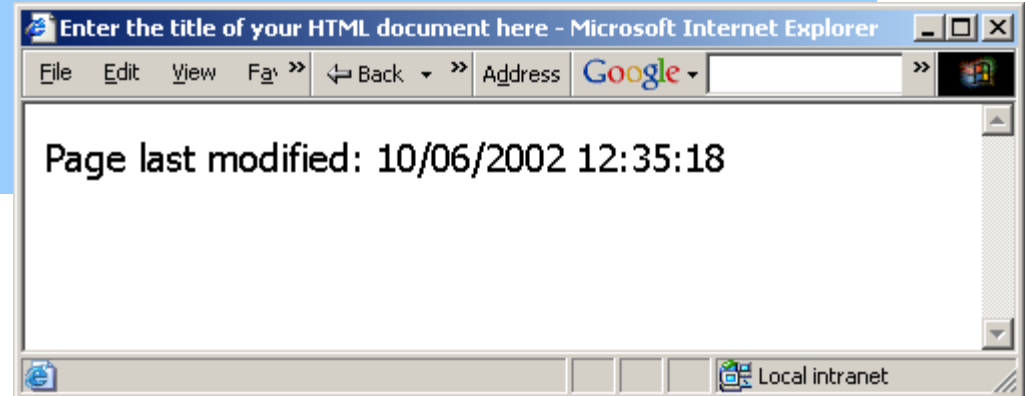 Enter the title of your HTML document here - Microsoft Internet Explorer
File Edit View Fav » Back » Address Google »
Page last modified: 10/06/2002 12:35:18
Local intranet